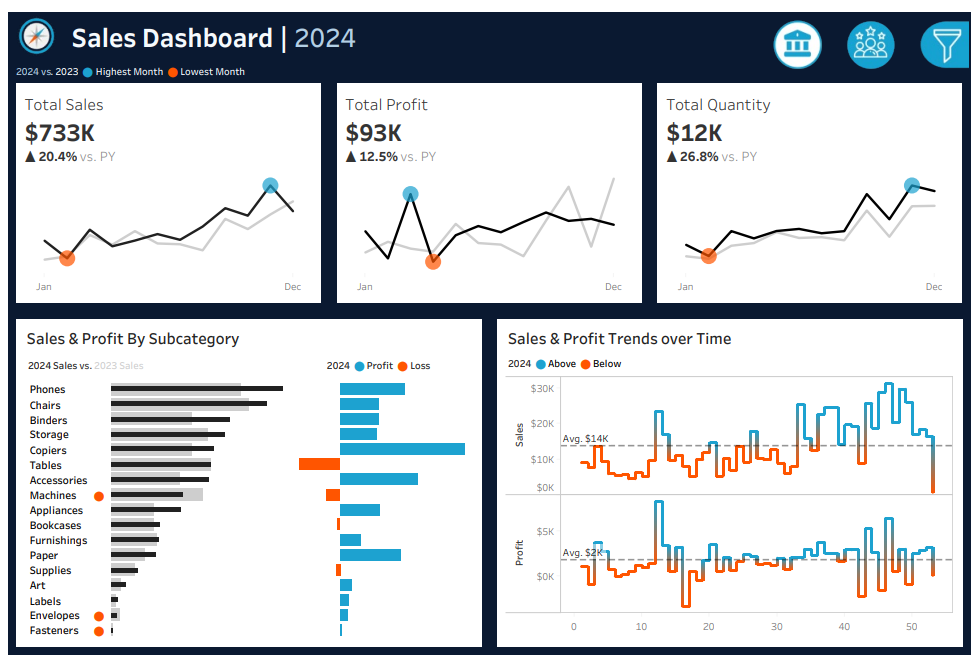 Sales Dashboard | 2024
2024 vs. 2023 Highest Month Lowest Month
Total Sales
$733K
▲ 20.4% vs. PY
Jan Dec
Total Profit
$93K
▲ 12.5% vs. PY
Jan Dec
Total Quantity
$12K
▲ 26.8% vs. PY
Jan Dec
Sales & Profit By Subcategory
2024 Sales vs. 2023 Sales
2024 Profit Loss
Phones
Chairs
Binders
Storage
Copiers
Tables
Accessories
Machines
Appliances
Bookcases
Furnishings
Paper
Supplies
Art
Labels
Envelopes
Fasteners
Sales & Profit Trends over Time
2024 Above Below
Sales
$30K
$20K
Avg. $14K
$10K
$0K
Profit
$5K
Avg. $2K
$0K
0 10 20 30 40 50